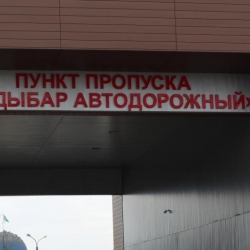 ПУНКТ ПРОПУСКА
ДЫБАР АВТОДОРОЖНЫЙ»